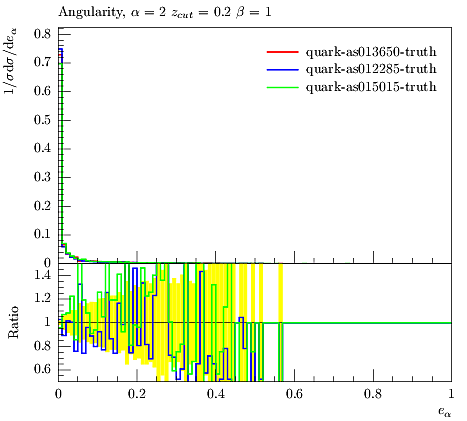 Angularity, α = 2 z_cut = 0.2 β = 1
1/σ dσ/de_α
0.8
0.7
0.6
0.5
0.4
0.3
0.2
0.1
0
quark-as013650-truth
quark-as012285-truth
quark-as015015-truth
Ratio
1.4
1.2
1
0.8
0.6
0 0.2 0.4 0.6 0.8 1
e_α